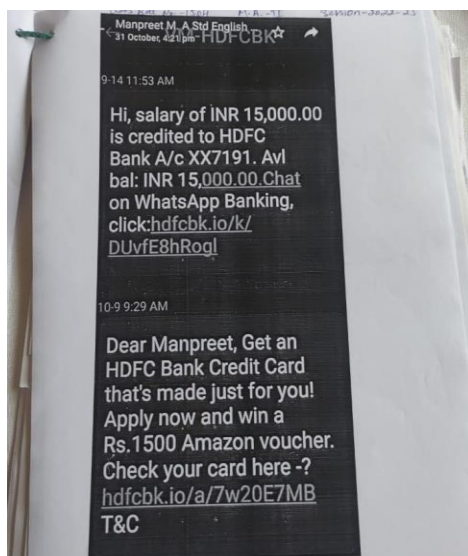 Manpreet M. A Std English
31 October, 4:21 pm
HDFCBK
9-14 11:53 AM
Hi, salary of INR 15,000.00
is credited to HDFC
Bank A/c XX7191. Avl
bal: INR 15,000.00.Chat
on WhatsApp Banking,
click:hdfcbk.io/k/
DUvfE8hRogl
10-9 9:29 AM
Dear Manpreet, Get an
HDFC Bank Credit Card
that's made just for you!
Apply now and win a
Rs.1500 Amazon voucher.
Check your card here -?
hdfcbk.io/a/7w20E7MB
T&C